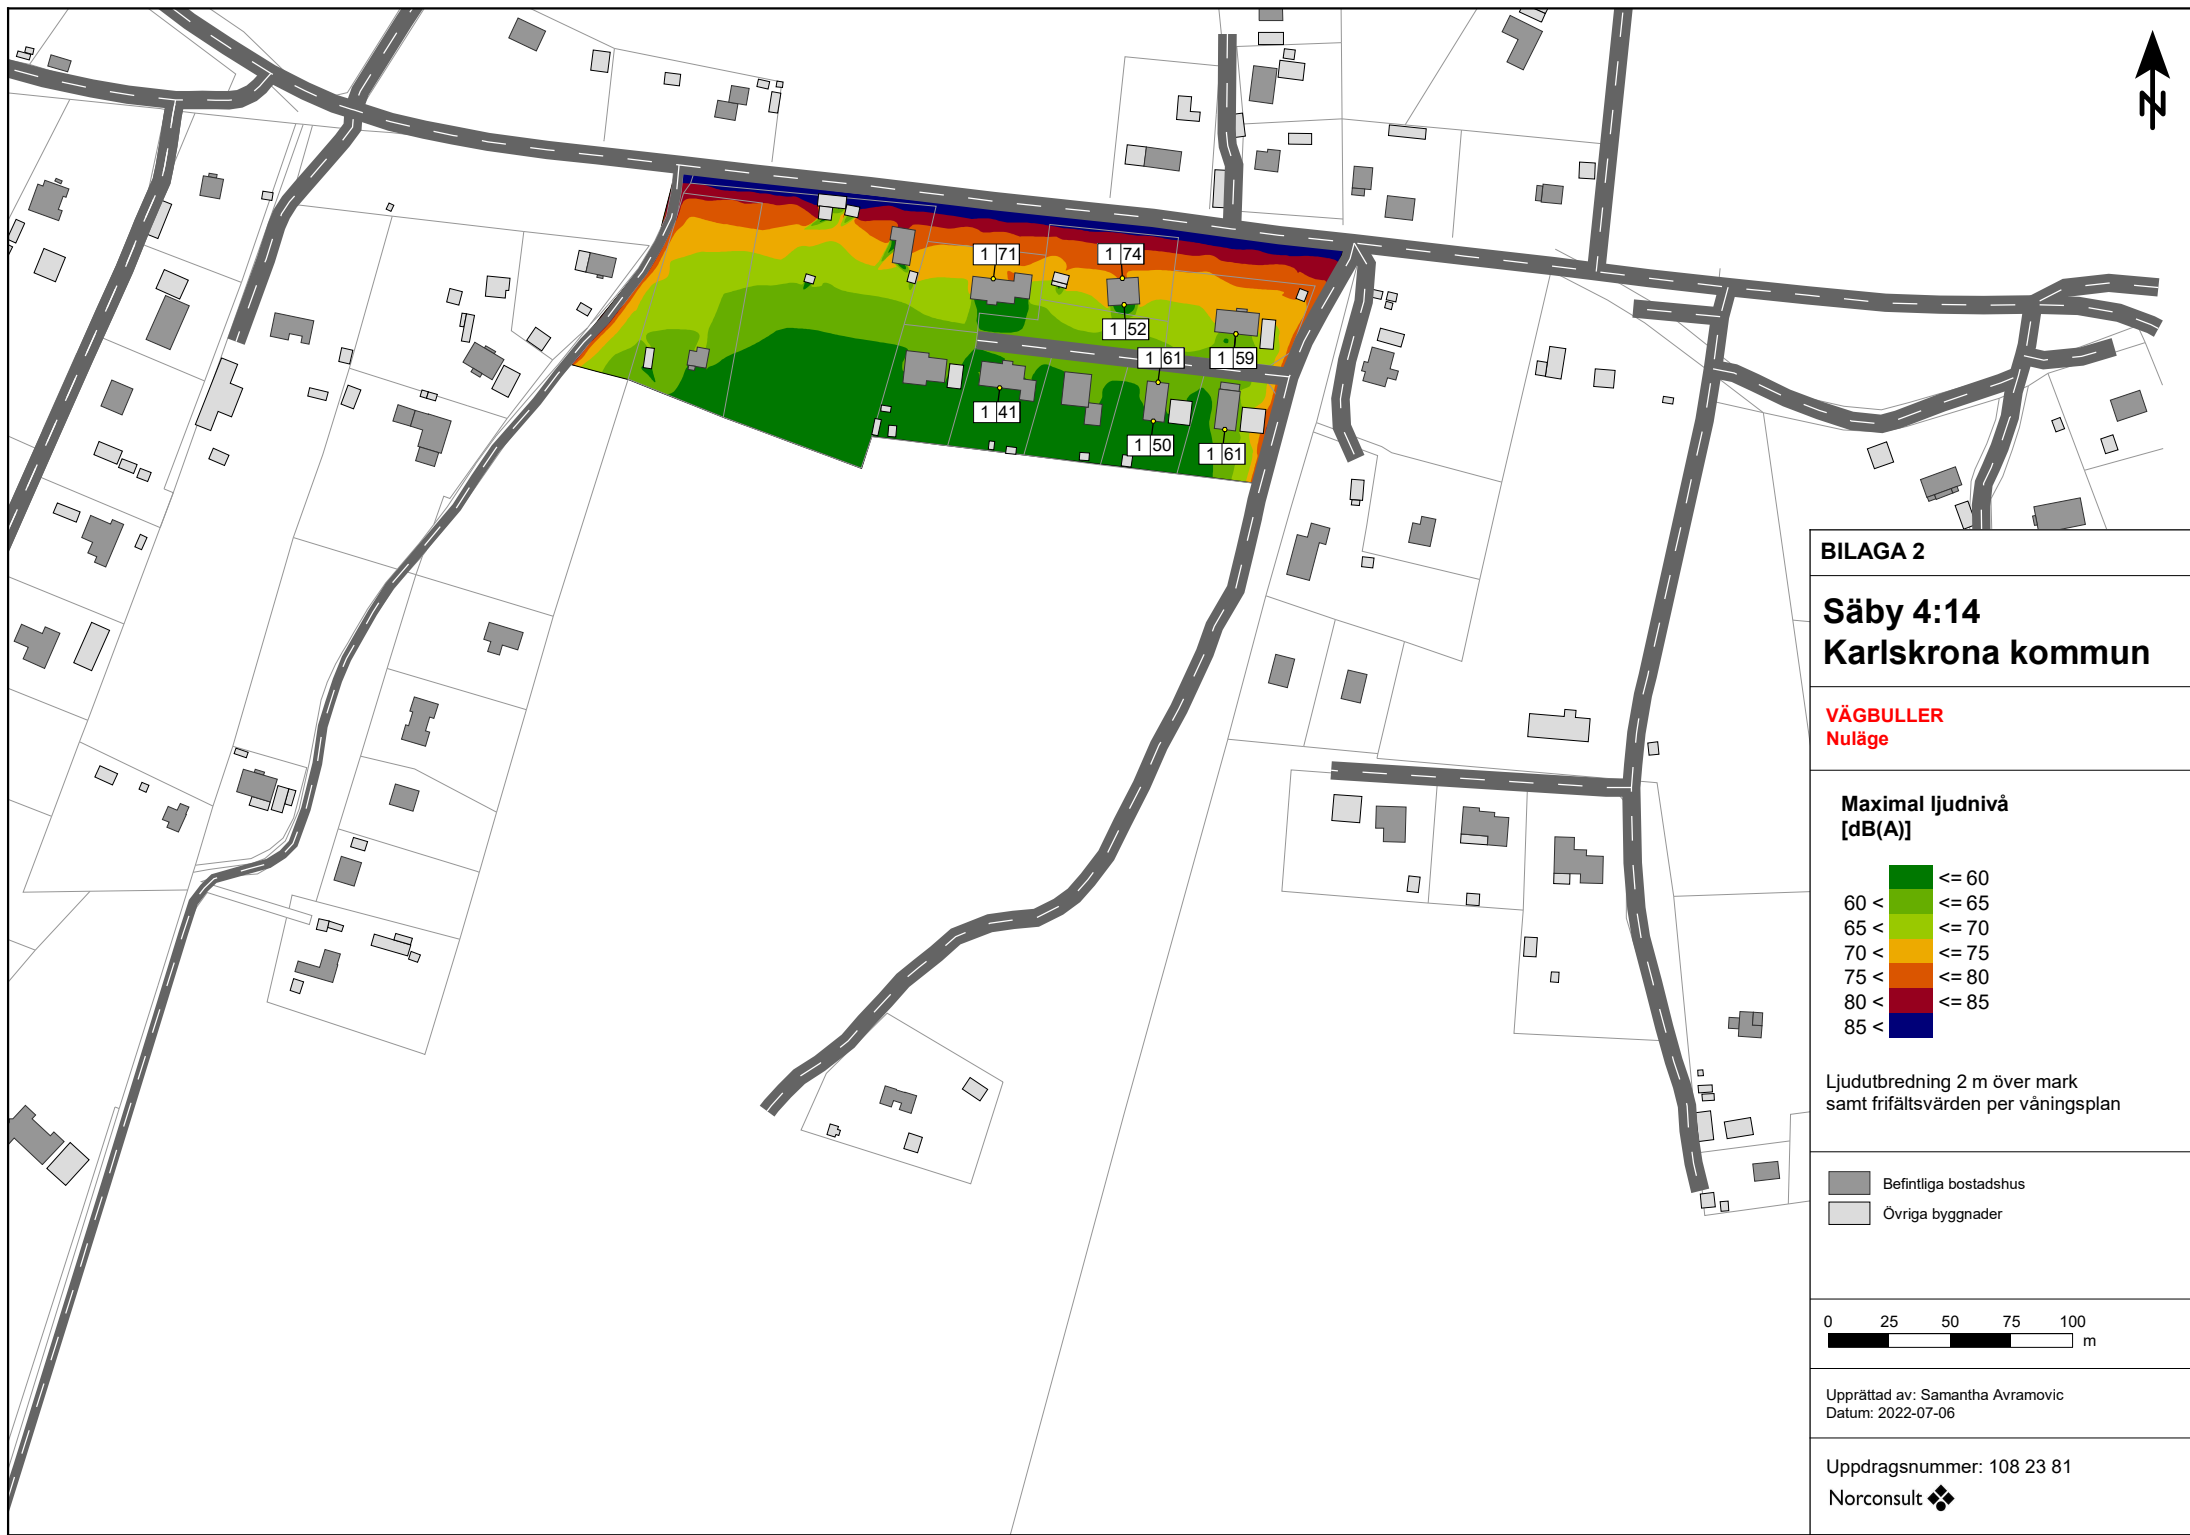 N
1 71
1 74
1 52
1 61
1 59
1 41
1 50
1 61
BILAGA 2
Säby 4:14
Karlskrona kommun
VÄGBULLER
Nuläge
Maximal ljudnivå
[dB(A)]
<= 60
60 < <= 65
65 < <= 70
70 < <= 75
75 < <= 80
80 < <= 85
85 <
Ljudutbredning 2 m över mark
samt frifältsvärden per våningsplan
Befintliga bostadshus
Övriga byggnader
0 25 50 75 100
m
Upprättad av: Samantha Avramovic
Datum: 2022-07-06
Uppdragsnummer: 108 23 81
Norconsult